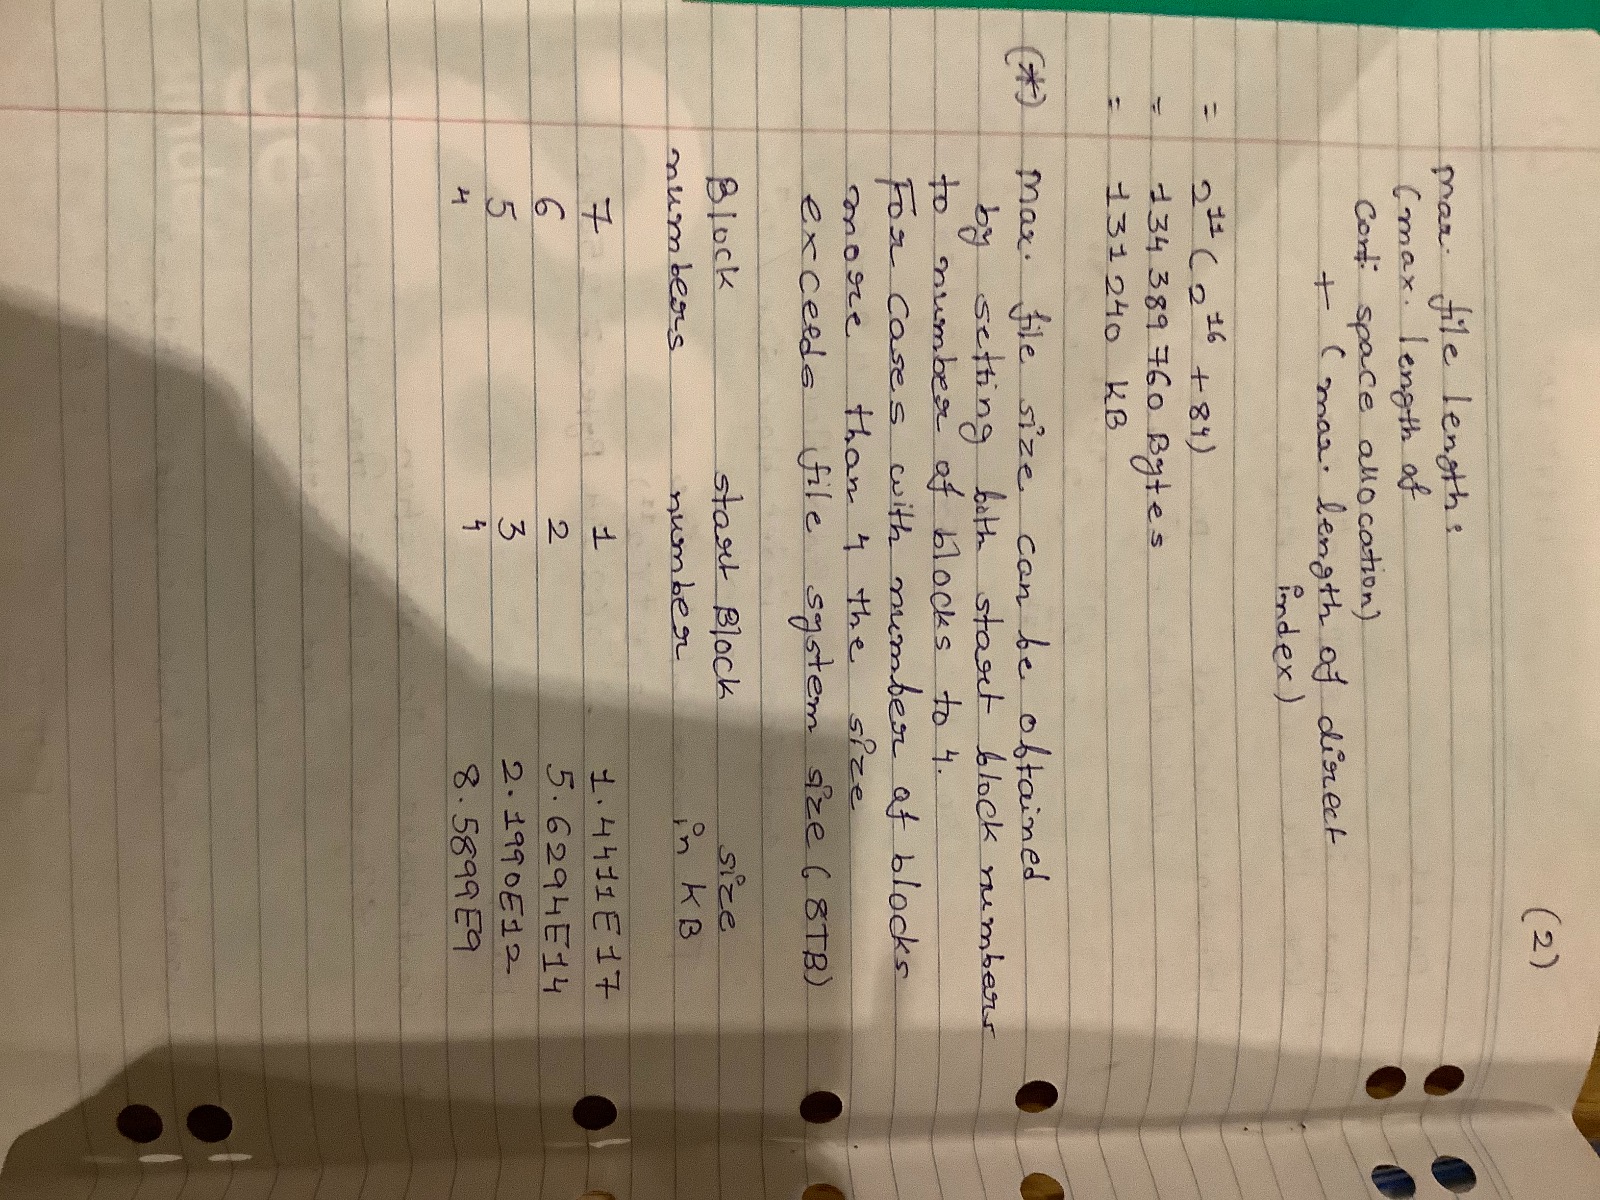 (2)
max. file length:
(max. length of
cont. space allocation)
+ (max. length of direct
index)
= 2^11 (2^16 + 84)
= 134 389 760 Bytes
= 131240 KB
(*) max. file size can be obtained
by setting both start block numbers
to number of blocks to 4.
For cases with number of blocks
more than 4 the size
exceeds file system size (8TB)
Block start Block size
numbers number in KB
7 1 1.4411E17
6 2 5.6294E14
5 3 2.1990E12
4 4 8.5899E9